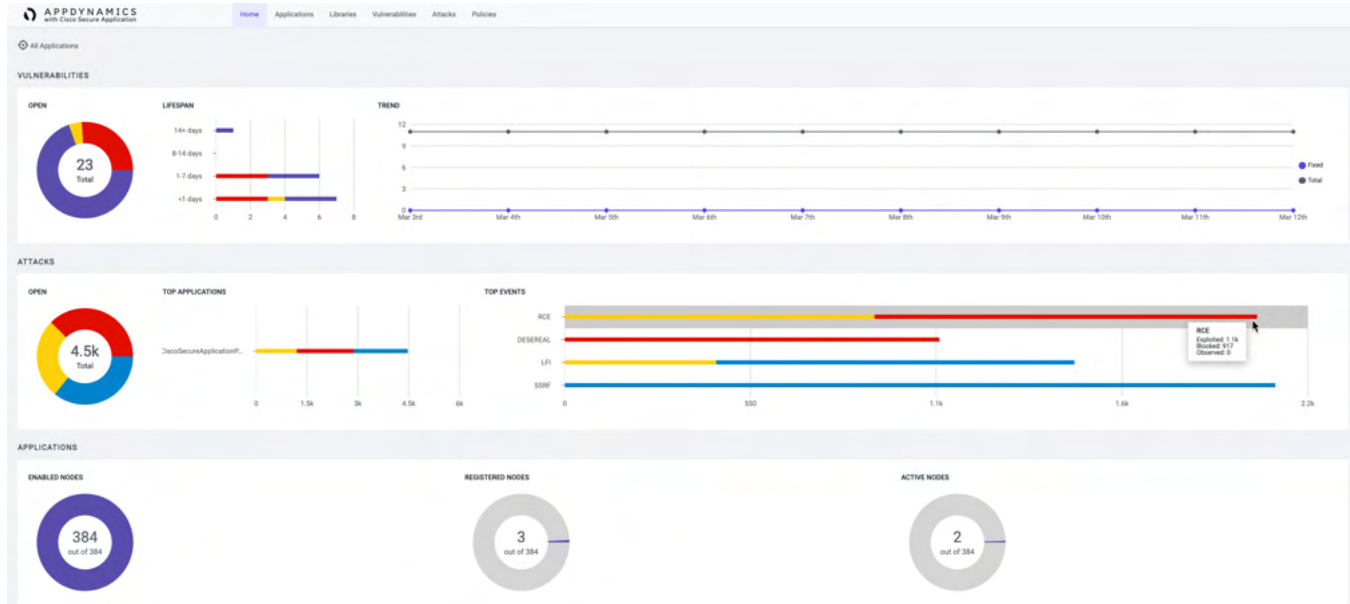 APPDYNAMICS
with Cisco Secure Application
Home Applications Libraries Vulnerabilities Attacks Policies
All Applications
VULNERABILITIES
OPEN LIFESPAN TREND
23
Total
14+ days
8-14 days
1-7 days
<1 days
0 2 4 6 8
12
9
6
3
0
Mar 3rd Mar 4th Mar 5th Mar 6th Mar 7th Mar 8th Mar 9th Mar 10th Mar 11th Mar 12th
Fixed
Total
ATTACKS
OPEN TOP APPLICATIONS TOP EVENTS
4.5k
Total
CiscoSecureApplicationP..
0 1.5k 3k 4.5k 6k
RCE
DESEREAL
LFI
SSRF
0 550 1.1k 1.6k 2.2k
RCE
Exploited: 1.1k
Blocked: 917
Observed: 0
APPLICATIONS
ENABLED NODES REGISTERED NODES ACTIVE NODES
384
out of 384
3
out of 384
2
out of 384